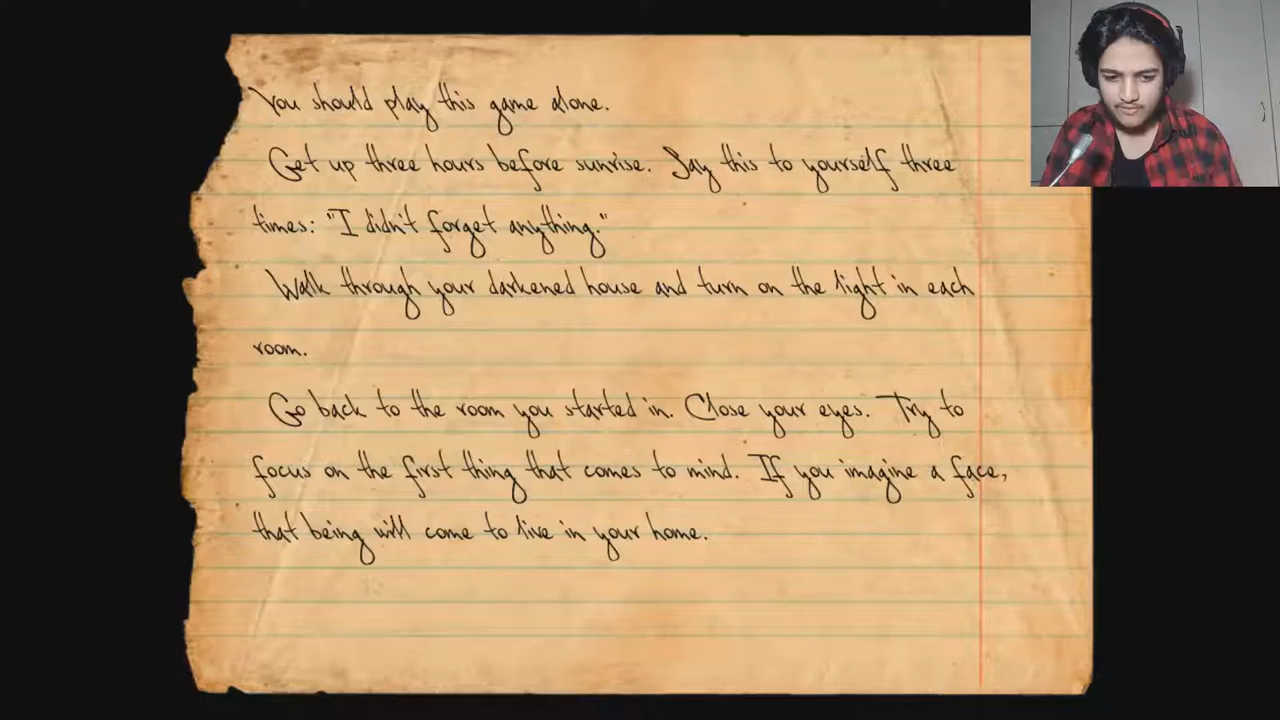 You should play this game alone.
Get up three hours before sunrise. Say this to yourself three
times: "I didn't forget anything."
Walk through your darkened house and turn on the light in each
room.
Go back to the room you started in. Close your eyes. Try to
focus on the first thing that comes to mind. If you imagine a face,
that being will come to live in your home.